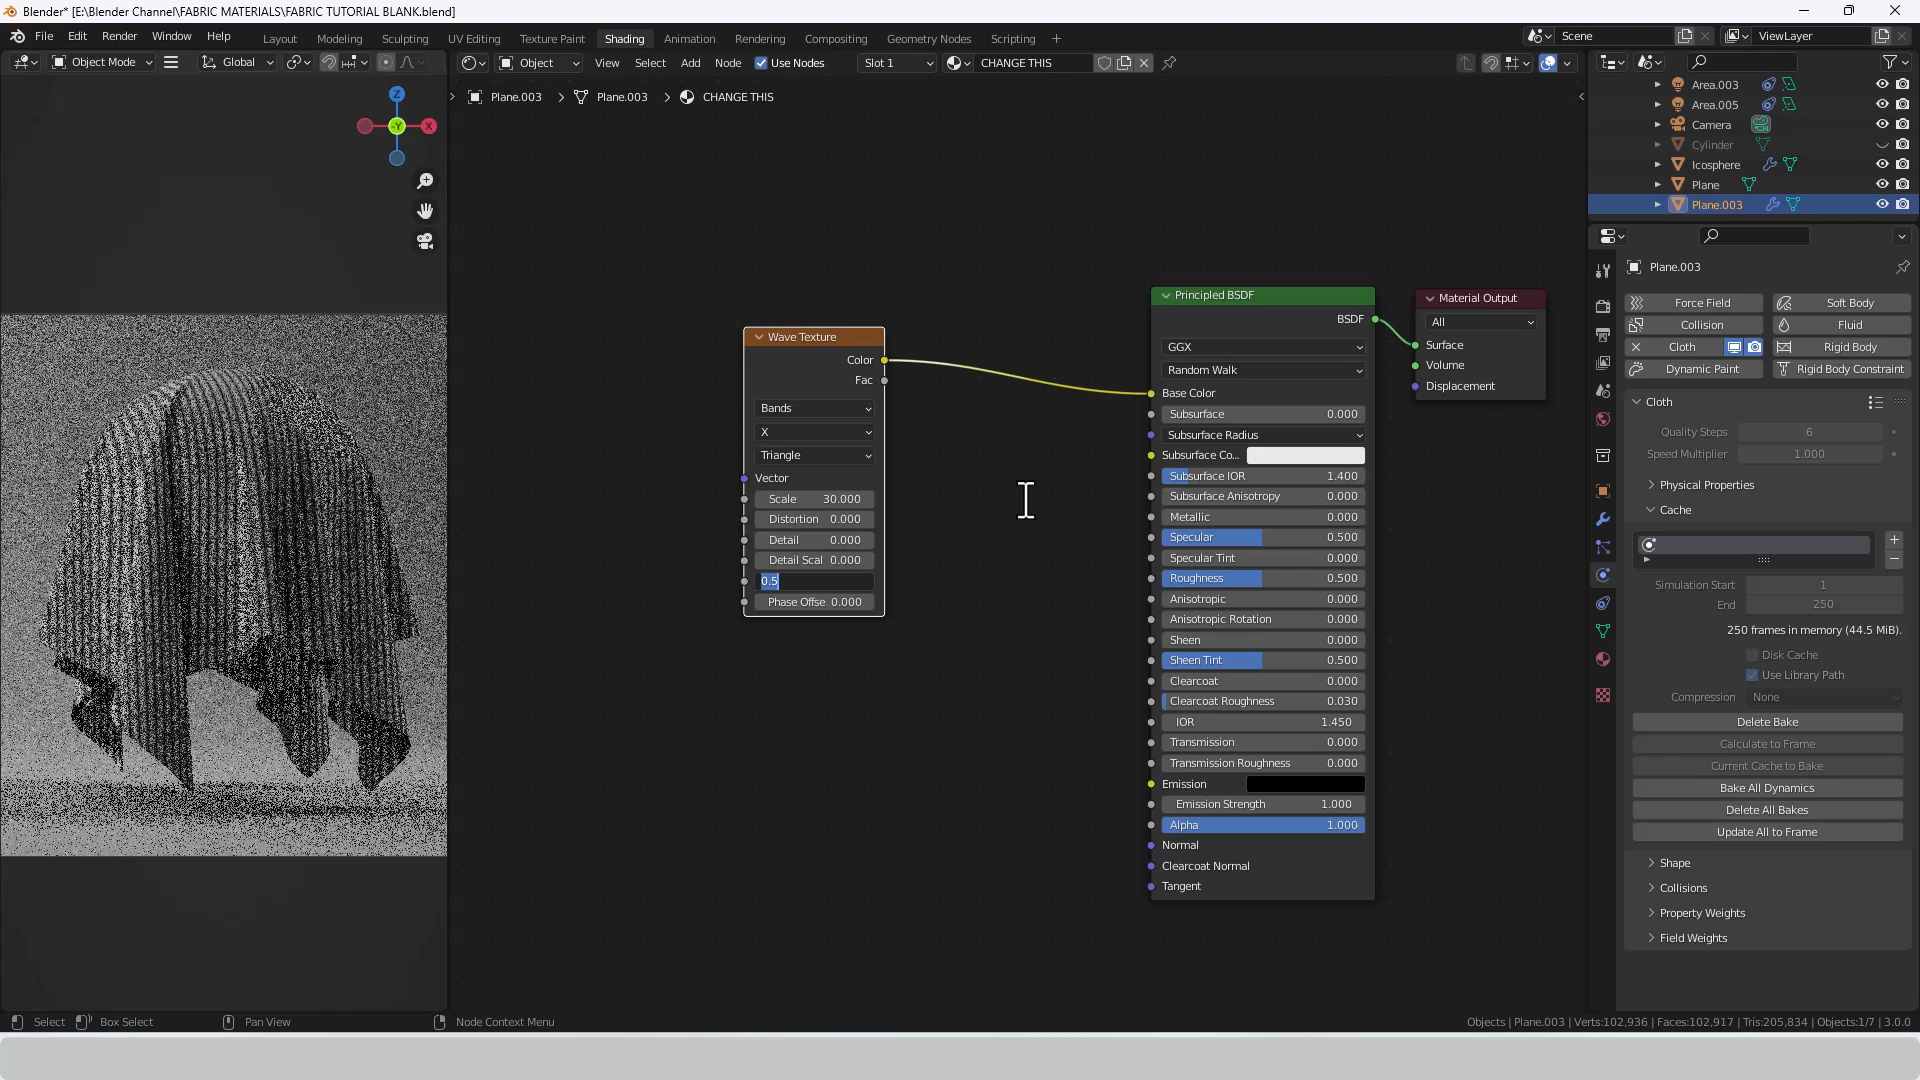 Blender* [E:\Blender Channel\FABRIC MATERIALS\FABRIC TUTORIAL BLANK.blend]
File Edit Render Window Help Layout Modeling Sculpting UV Editing Texture Paint Shading Animation Rendering Compositing Geometry Nodes Scripting + Scene ViewLayer
Object Mode Global Object View Select Add Node Use Nodes Slot 1 CHANGE THIS
Plane.003 > Plane.003 > CHANGE THIS
Z
-Y
X
Wave Texture
Color
Fac
Bands
X
Triangle
Vector
Scale 30.000
Distortion 0.000
Detail 0.000
Detail Scal 0.000
0.5
Phase Offse 0.000
Principled BSDF
BSDF
GGX
Random Walk
Base Color
Subsurface 0.000
Subsurface Radius
Subsurface Co...
Subsurface IOR 1.400
Subsurface Anisotropy 0.000
Metallic 0.000
Specular 0.500
Specular Tint 0.000
Roughness 0.500
Anisotropic 0.000
Anisotropic Rotation 0.000
Sheen 0.000
Sheen Tint 0.500
Clearcoat 0.000
Clearcoat Roughness 0.030
IOR 1.450
Transmission 0.000
Transmission Roughness 0.000
Emission
Emission Strength 1.000
Alpha 1.000
Normal
Clearcoat Normal
Tangent
Material Output
All
Surface
Volume
Displacement
Area.003
Area.005
Camera
Cylinder
Icosphere
Plane
Plane.003
Plane.003
Force Field Soft Body
Collision Fluid
Cloth Rigid Body
Dynamic Paint Rigid Body Constraint
Cloth
Quality Steps 6
Speed Multiplier 1.000
Physical Properties
Cache
Simulation Start 1
End 250
250 frames in memory (44.5 MiB).
Disk Cache
Use Library Path
Compression None
Delete Bake
Calculate to Frame
Current Cache to Bake
Bake All Dynamics
Delete All Bakes
Update All to Frame
Shape
Collisions
Property Weights
Field Weights
Select Box Select Pan View Node Context Menu Objects | Plane.003 | Verts:102,936 | Faces:102,917 | Tris:205,834 | Objects:1/7 | 3.0.0